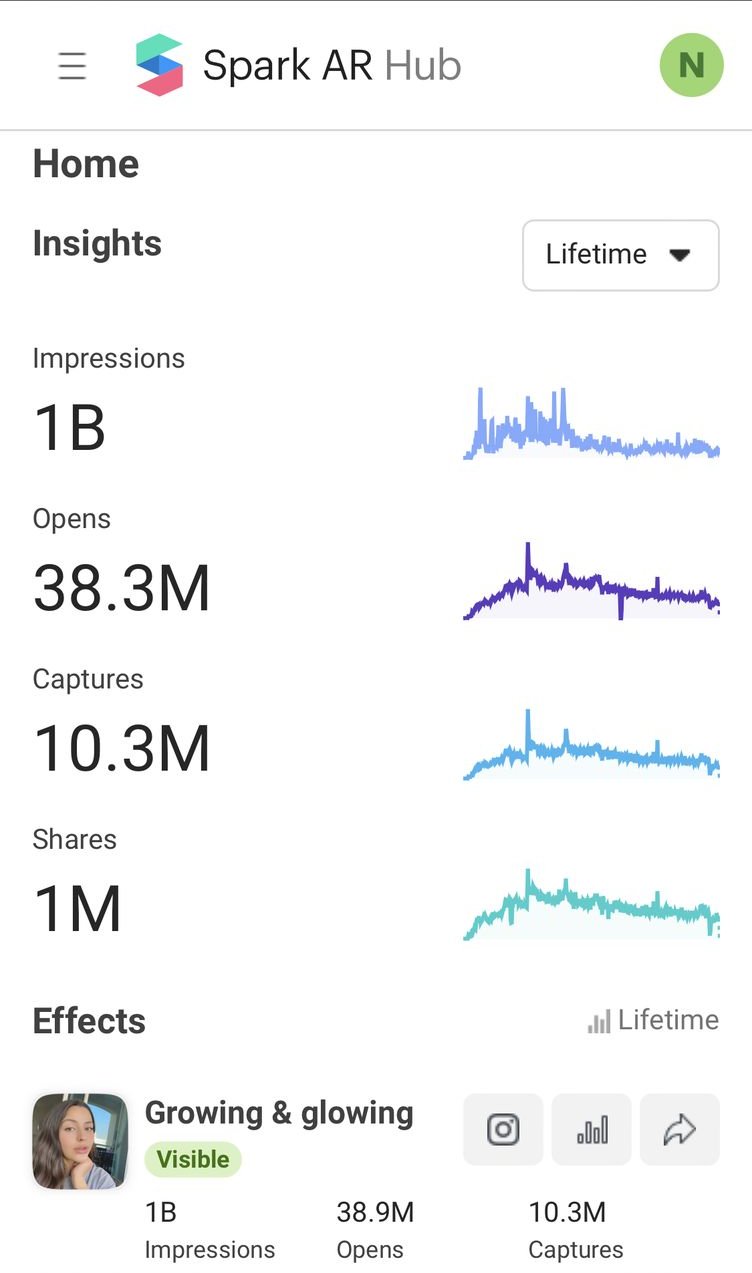 Spark AR Hub
N
Home
Insights
Lifetime
Impressions
1B
Opens
38.3M
Captures
10.3M
Shares
1M
Effects
Lifetime
Growing & glowing
Visible
1B 38.9M 10.3M
Impressions Opens Captures